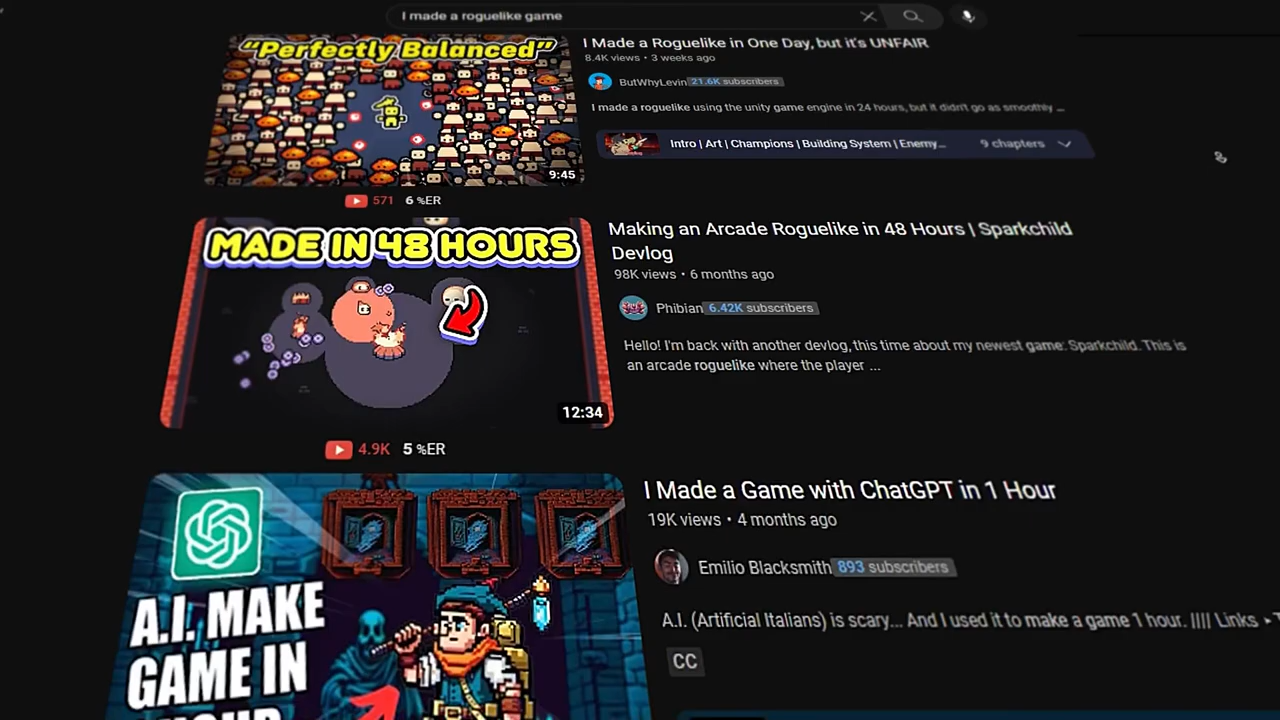 I made a roguelike game
"Perfectly Balanced"
9:45
571 6 %ER
I Made a Roguelike in One Day, but it's UNFAIR
8.4K views • 3 weeks ago
ButWhyLevin 21.6K subscribers
I made a roguelike using the unity game engine in 24 hours, but it didn't go as smoothly ...
Intro | Art | Champions | Building System | Enemy... 9 chapters
MADE IN 48 HOURS
12:34
4.9K 5 %ER
Making an Arcade Roguelike in 48 Hours | Sparkchild
Devlog
98K views • 6 months ago
Phibian 6.42K subscribers
Hello! I'm back with another devlog, this time about my newest game: Sparkchild. This is
an arcade roguelike where the player ...
A.I. MAKE
GAME IN
HOUR
I Made a Game with ChatGPT in 1 Hour
19K views • 4 months ago
Emilio Blacksmith 893 subscribers
A.I. (Artificial Italians) is scary... And I used it to make a game 1 hour. |||| Links ▸
CC